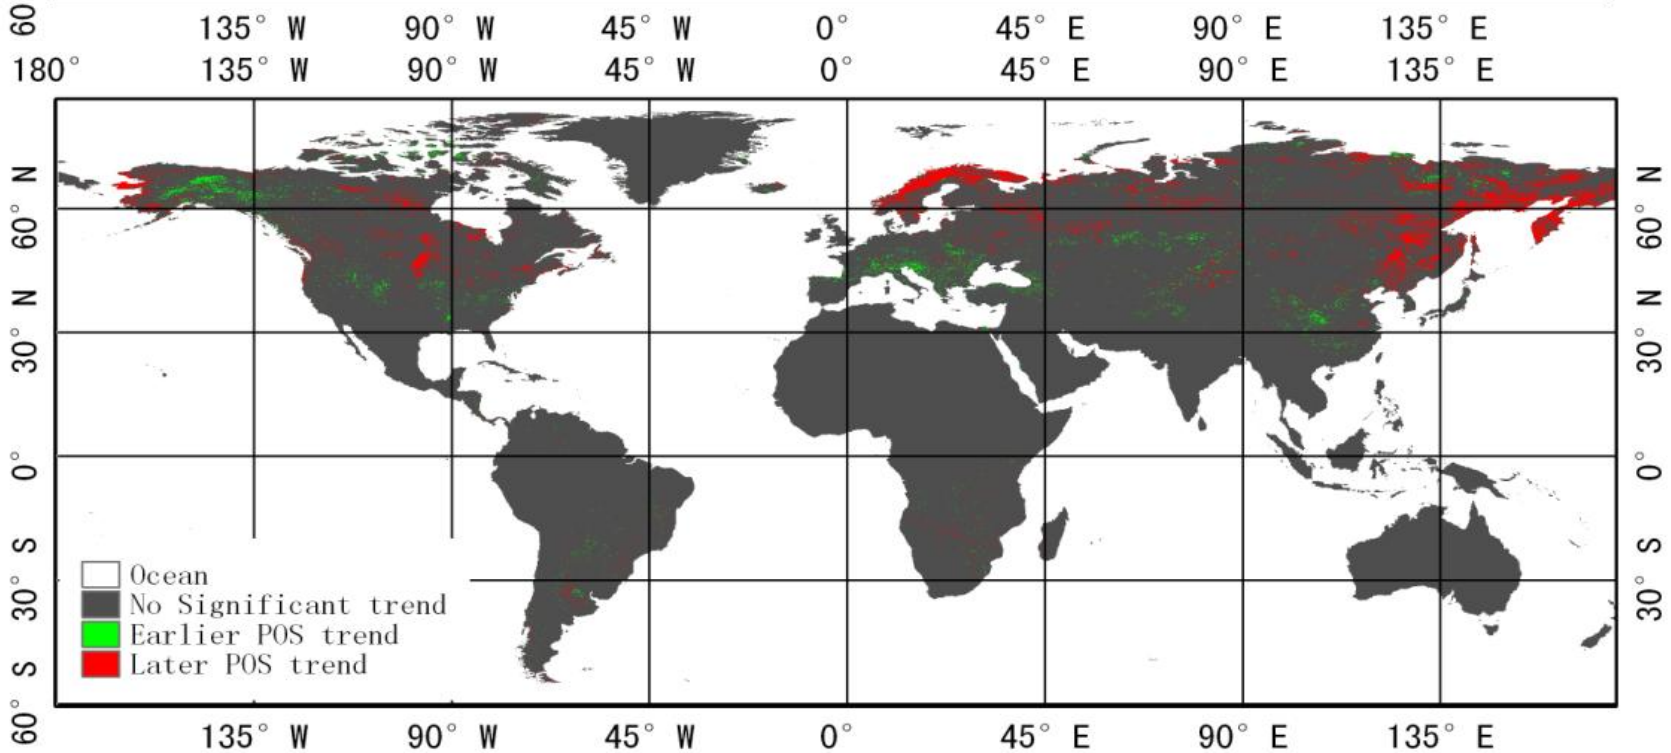 60
135° W 90° W 45° W 0° 45° E 90° E 135° E
180° 135° W 90° W 45° W 0° 45° E 90° E 135° E
60° N
60° N
30° N
30° N
0°
0°
30° S
30° S
60° S
Ocean
No Significant trend
Earlier POS trend
Later POS trend
135° W 90° W 45° W 0° 45° E 90° E 135° E